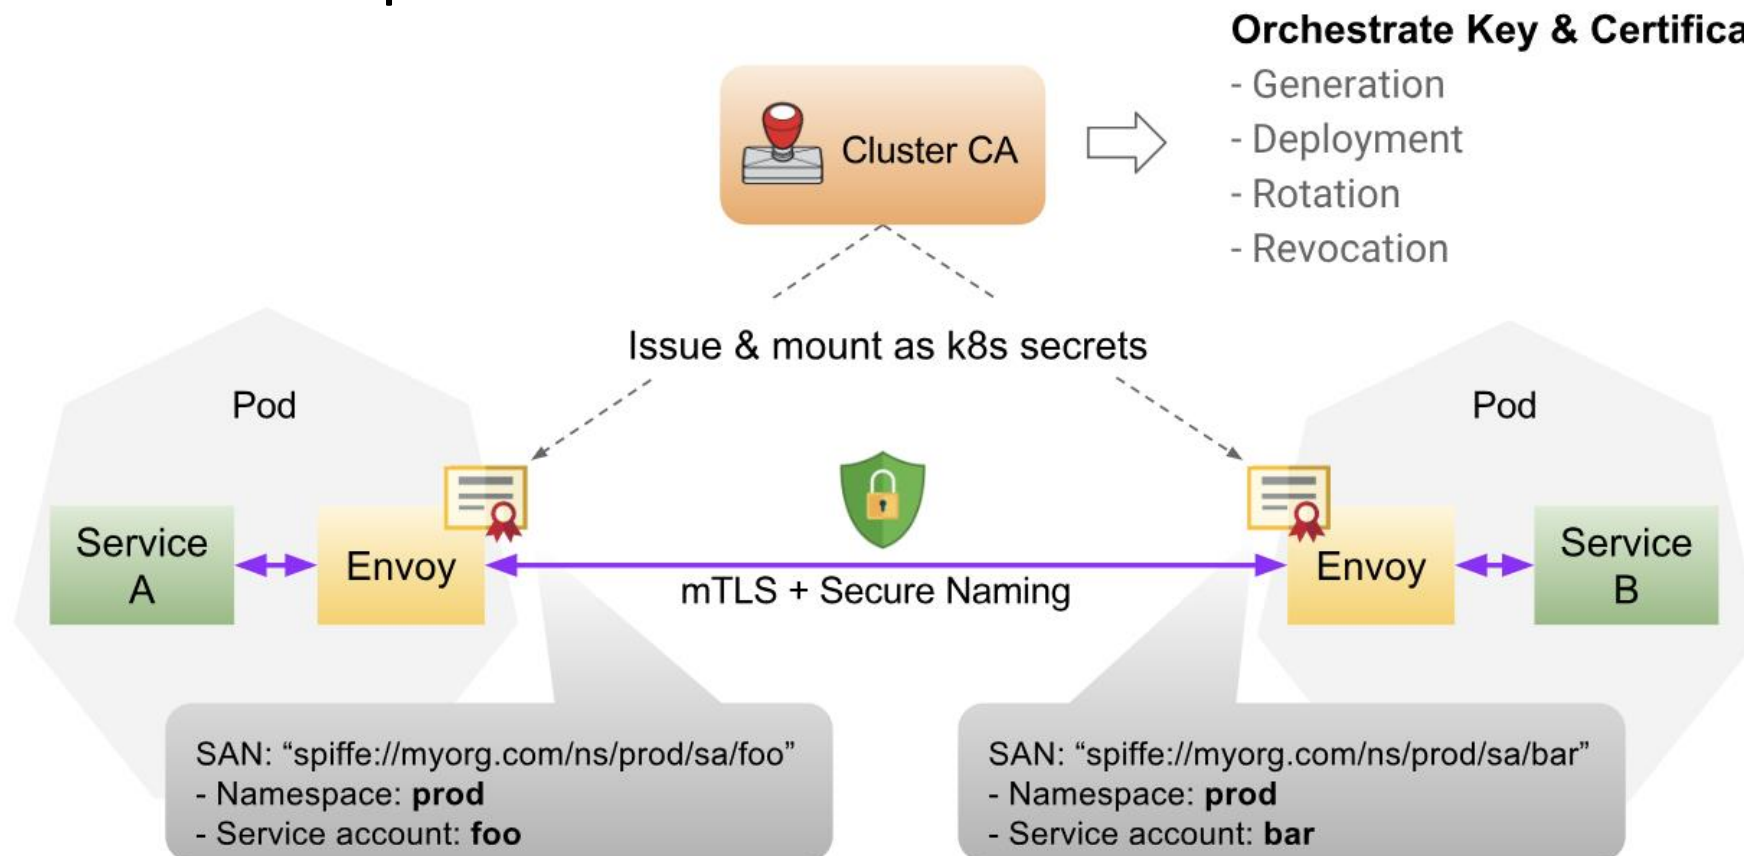 Orchestrate Key & Certifica
- Generation
- Deployment
- Rotation
- Revocation
Cluster CA
Issue & mount as k8s secrets
Pod
Pod
Service
A
Envoy
mTLS + Secure Naming
Envoy
Service
B
SAN: “spiffe://myorg.com/ns/prod/sa/foo”
- Namespace: prod
- Service account: foo
SAN: “spiffe://myorg.com/ns/prod/sa/bar”
- Namespace: prod
- Service account: bar